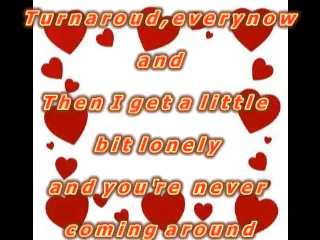 Turnaroud,everynow
and
Then I get a little
bit lonely
and you're never
coming around